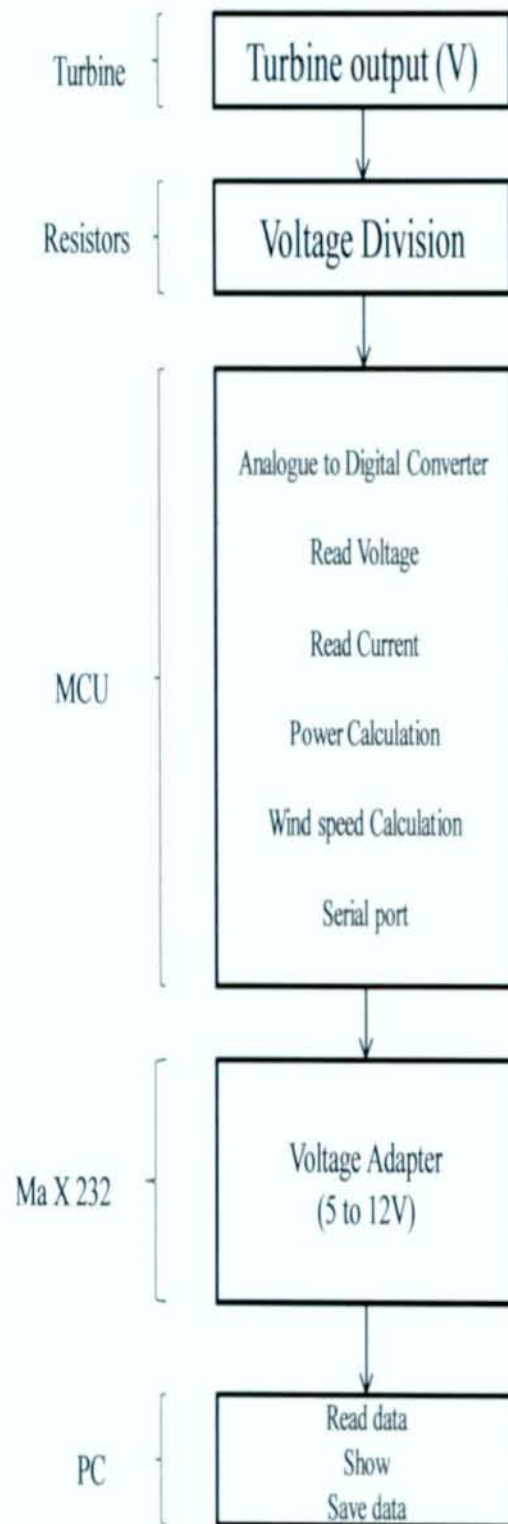 Turbine
Turbine output (V)
Resistors
Voltage Division
MCU
Analogue to Digital Converter
Read Voltage
Read Current
Power Calculation
Wind speed Calculation
Serial port
Ma X 232
Voltage Adapter
(5 to 12V)
PC
Read data
Show
Save data